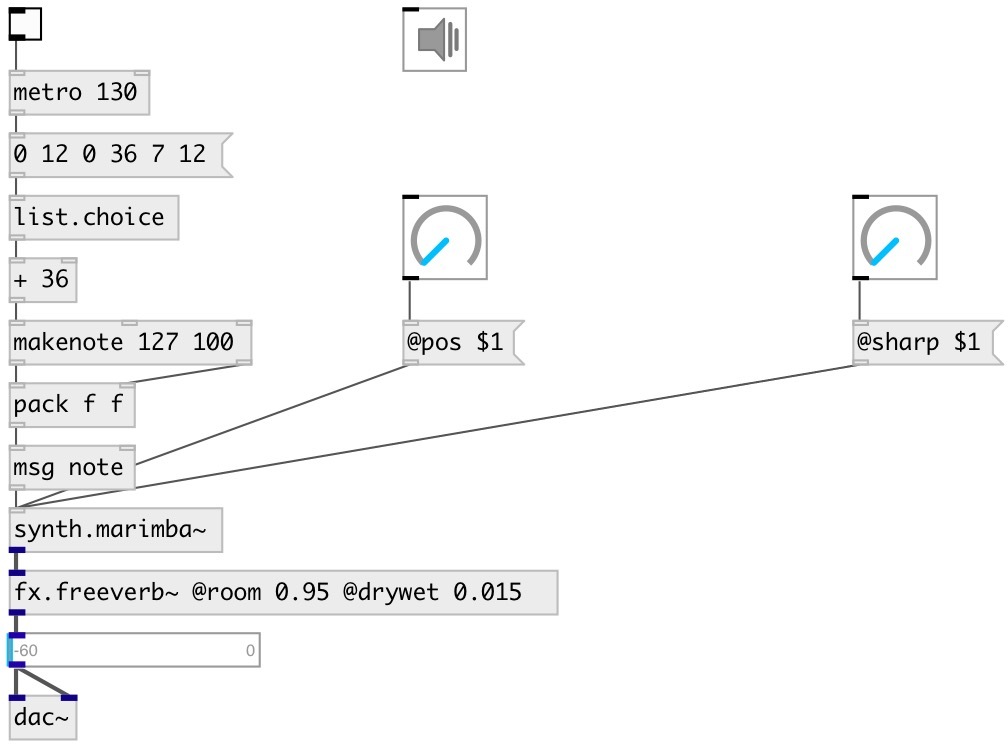 metro 130
0 12 0 36 7 12
list.choice
+ 36
makenote 127 100
@pos $1
@sharp $1
pack f f
msg note
synth.marimba~
fx.freeverb~ @room 0.95 @drywet 0.015
-60 0
dac~